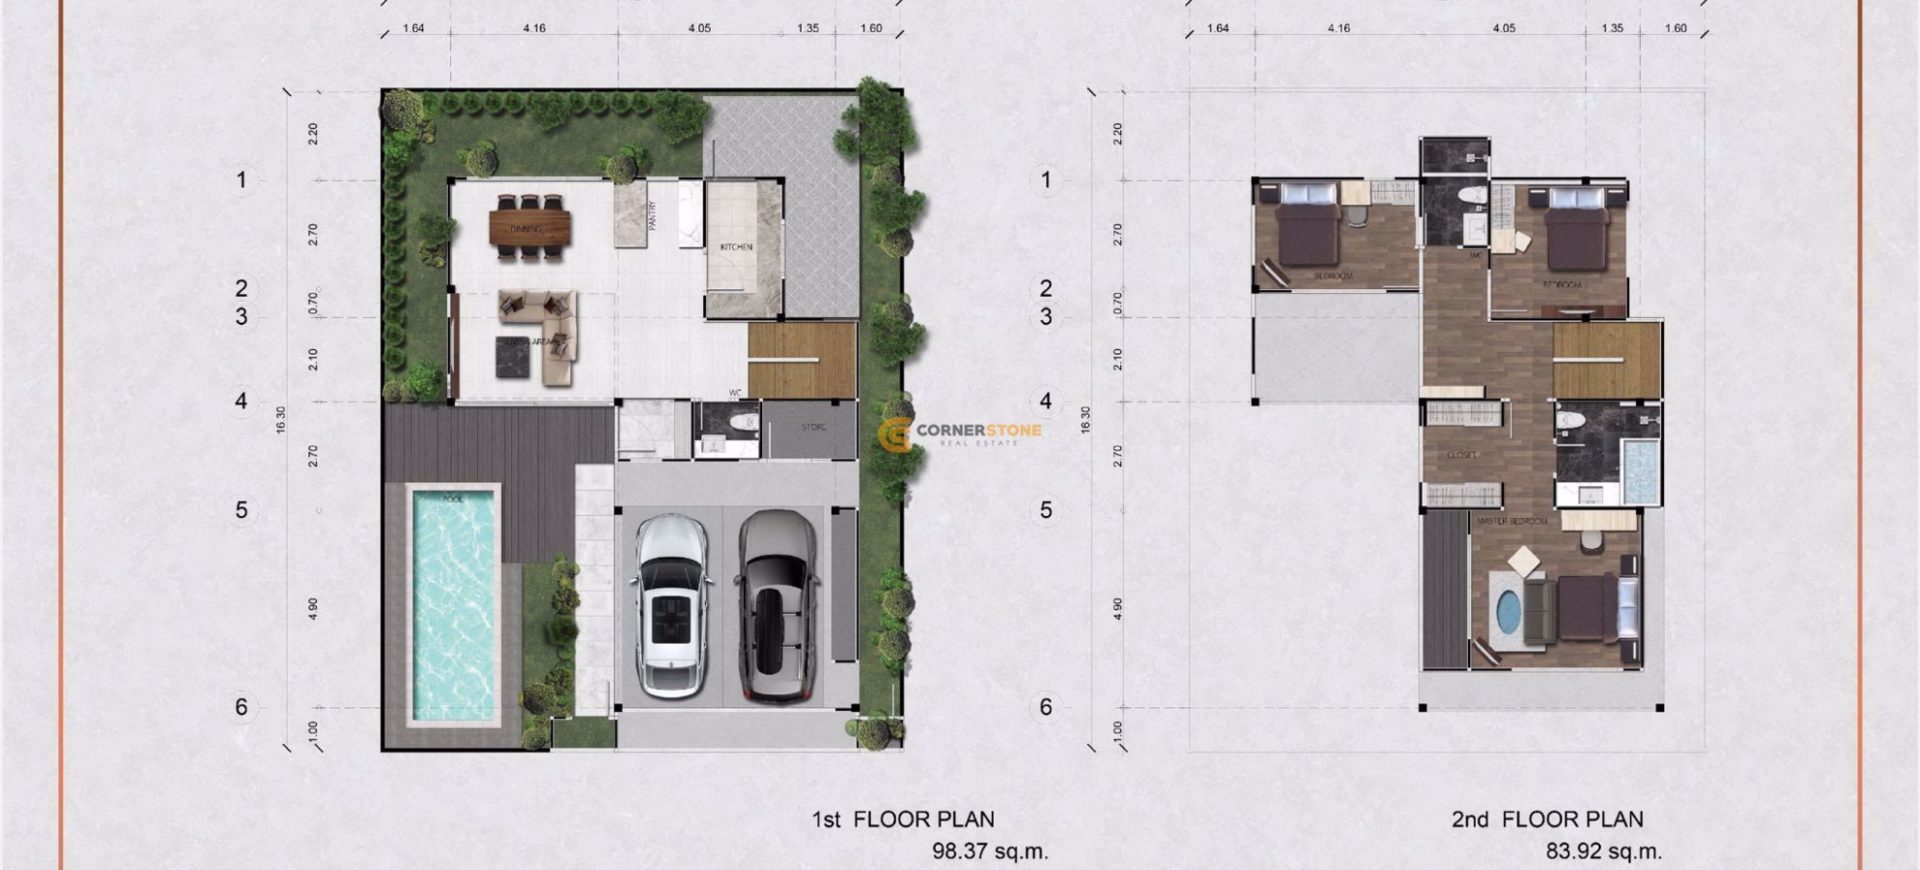 1.64 4.16 4.05 1.35 1.60
2.20
2.70
0.70
2.10
2.70
4.90
1.00
16.30
1
2
3
4
5
6
DINNING
PANTRY
KITCHEN
LIVING AREA
WC
STORE
POOL
CORNERSTONE
REAL ESTATE
1st FLOOR PLAN
98.37 sq.m.
1.64 4.16 4.05 1.35 1.60
2.20
2.70
0.70
2.10
2.70
4.90
1.00
16.30
1
2
3
4
5
6
BEDROOM
WC
BEDROOM
CLOSET
MASTER BEDROOM
2nd FLOOR PLAN
83.92 sq.m.